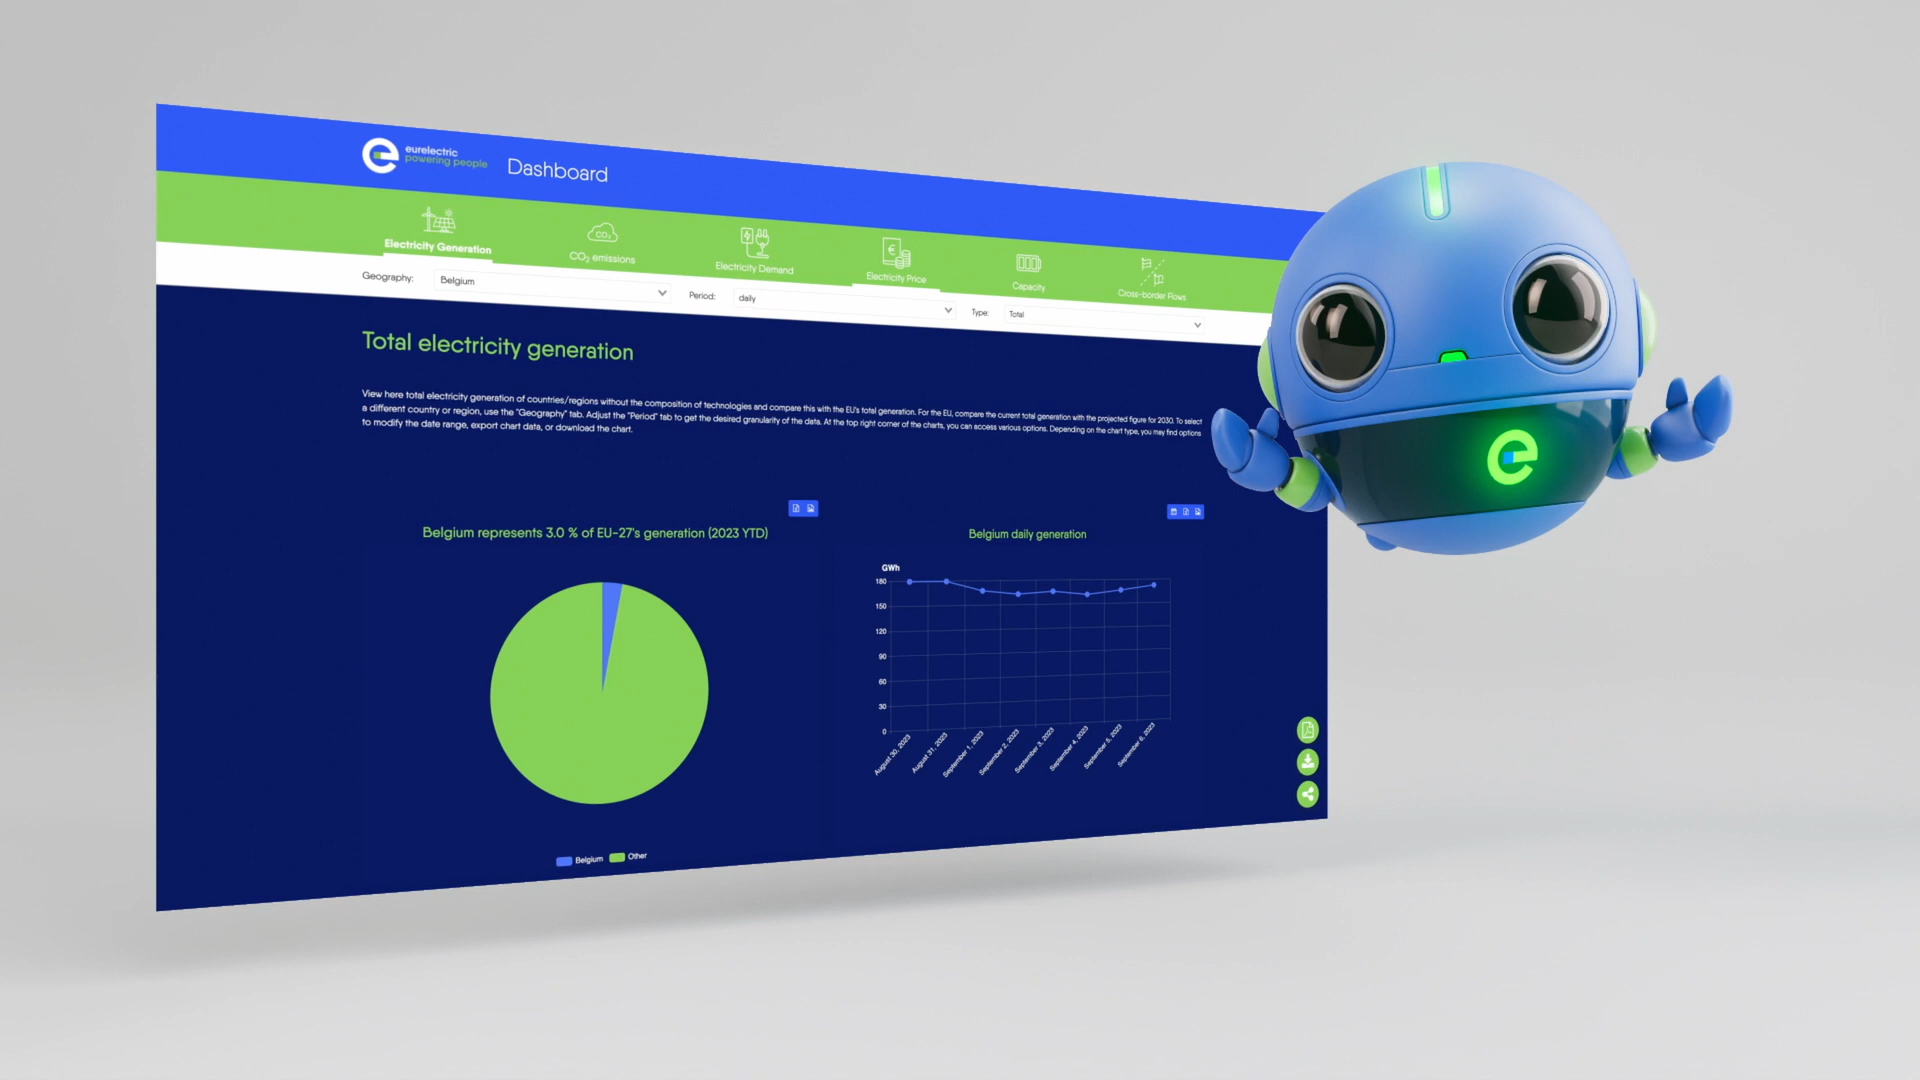 eurelectric
powering people
Dashboard
Electricity Generation
CO₂
CO₂ emissions
Electricity Demand
€
Electricity Price
Capacity
Cross-border Flows
Geography: Belgium
Period: daily
Type: Total
Total electricity generation
View here total electricity generation of countries/regions without the composition of technologies and compare this with the EU's total generation. For the EU, compare the current total generation with the projected figure for 2030. To select
a different country or region, use the "Geography" tab. Adjust the "Period" tab to get the desired granularity of the data. At the top right corner of the charts, you can access various options. Depending on the chart type, you may find options
to modify the date range, export chart data, or download the chart.
Belgium represents 3.0 % of EU-27's generation (2023 YTD)
Belgium Other
Belgium daily generation
GWh
180
150
120
90
60
30
0
August 30, 2023
August 31, 2023
September 1, 2023
September 2, 2023
September 3, 2023
September 4, 2023
September 5, 2023
September 6, 2023
e